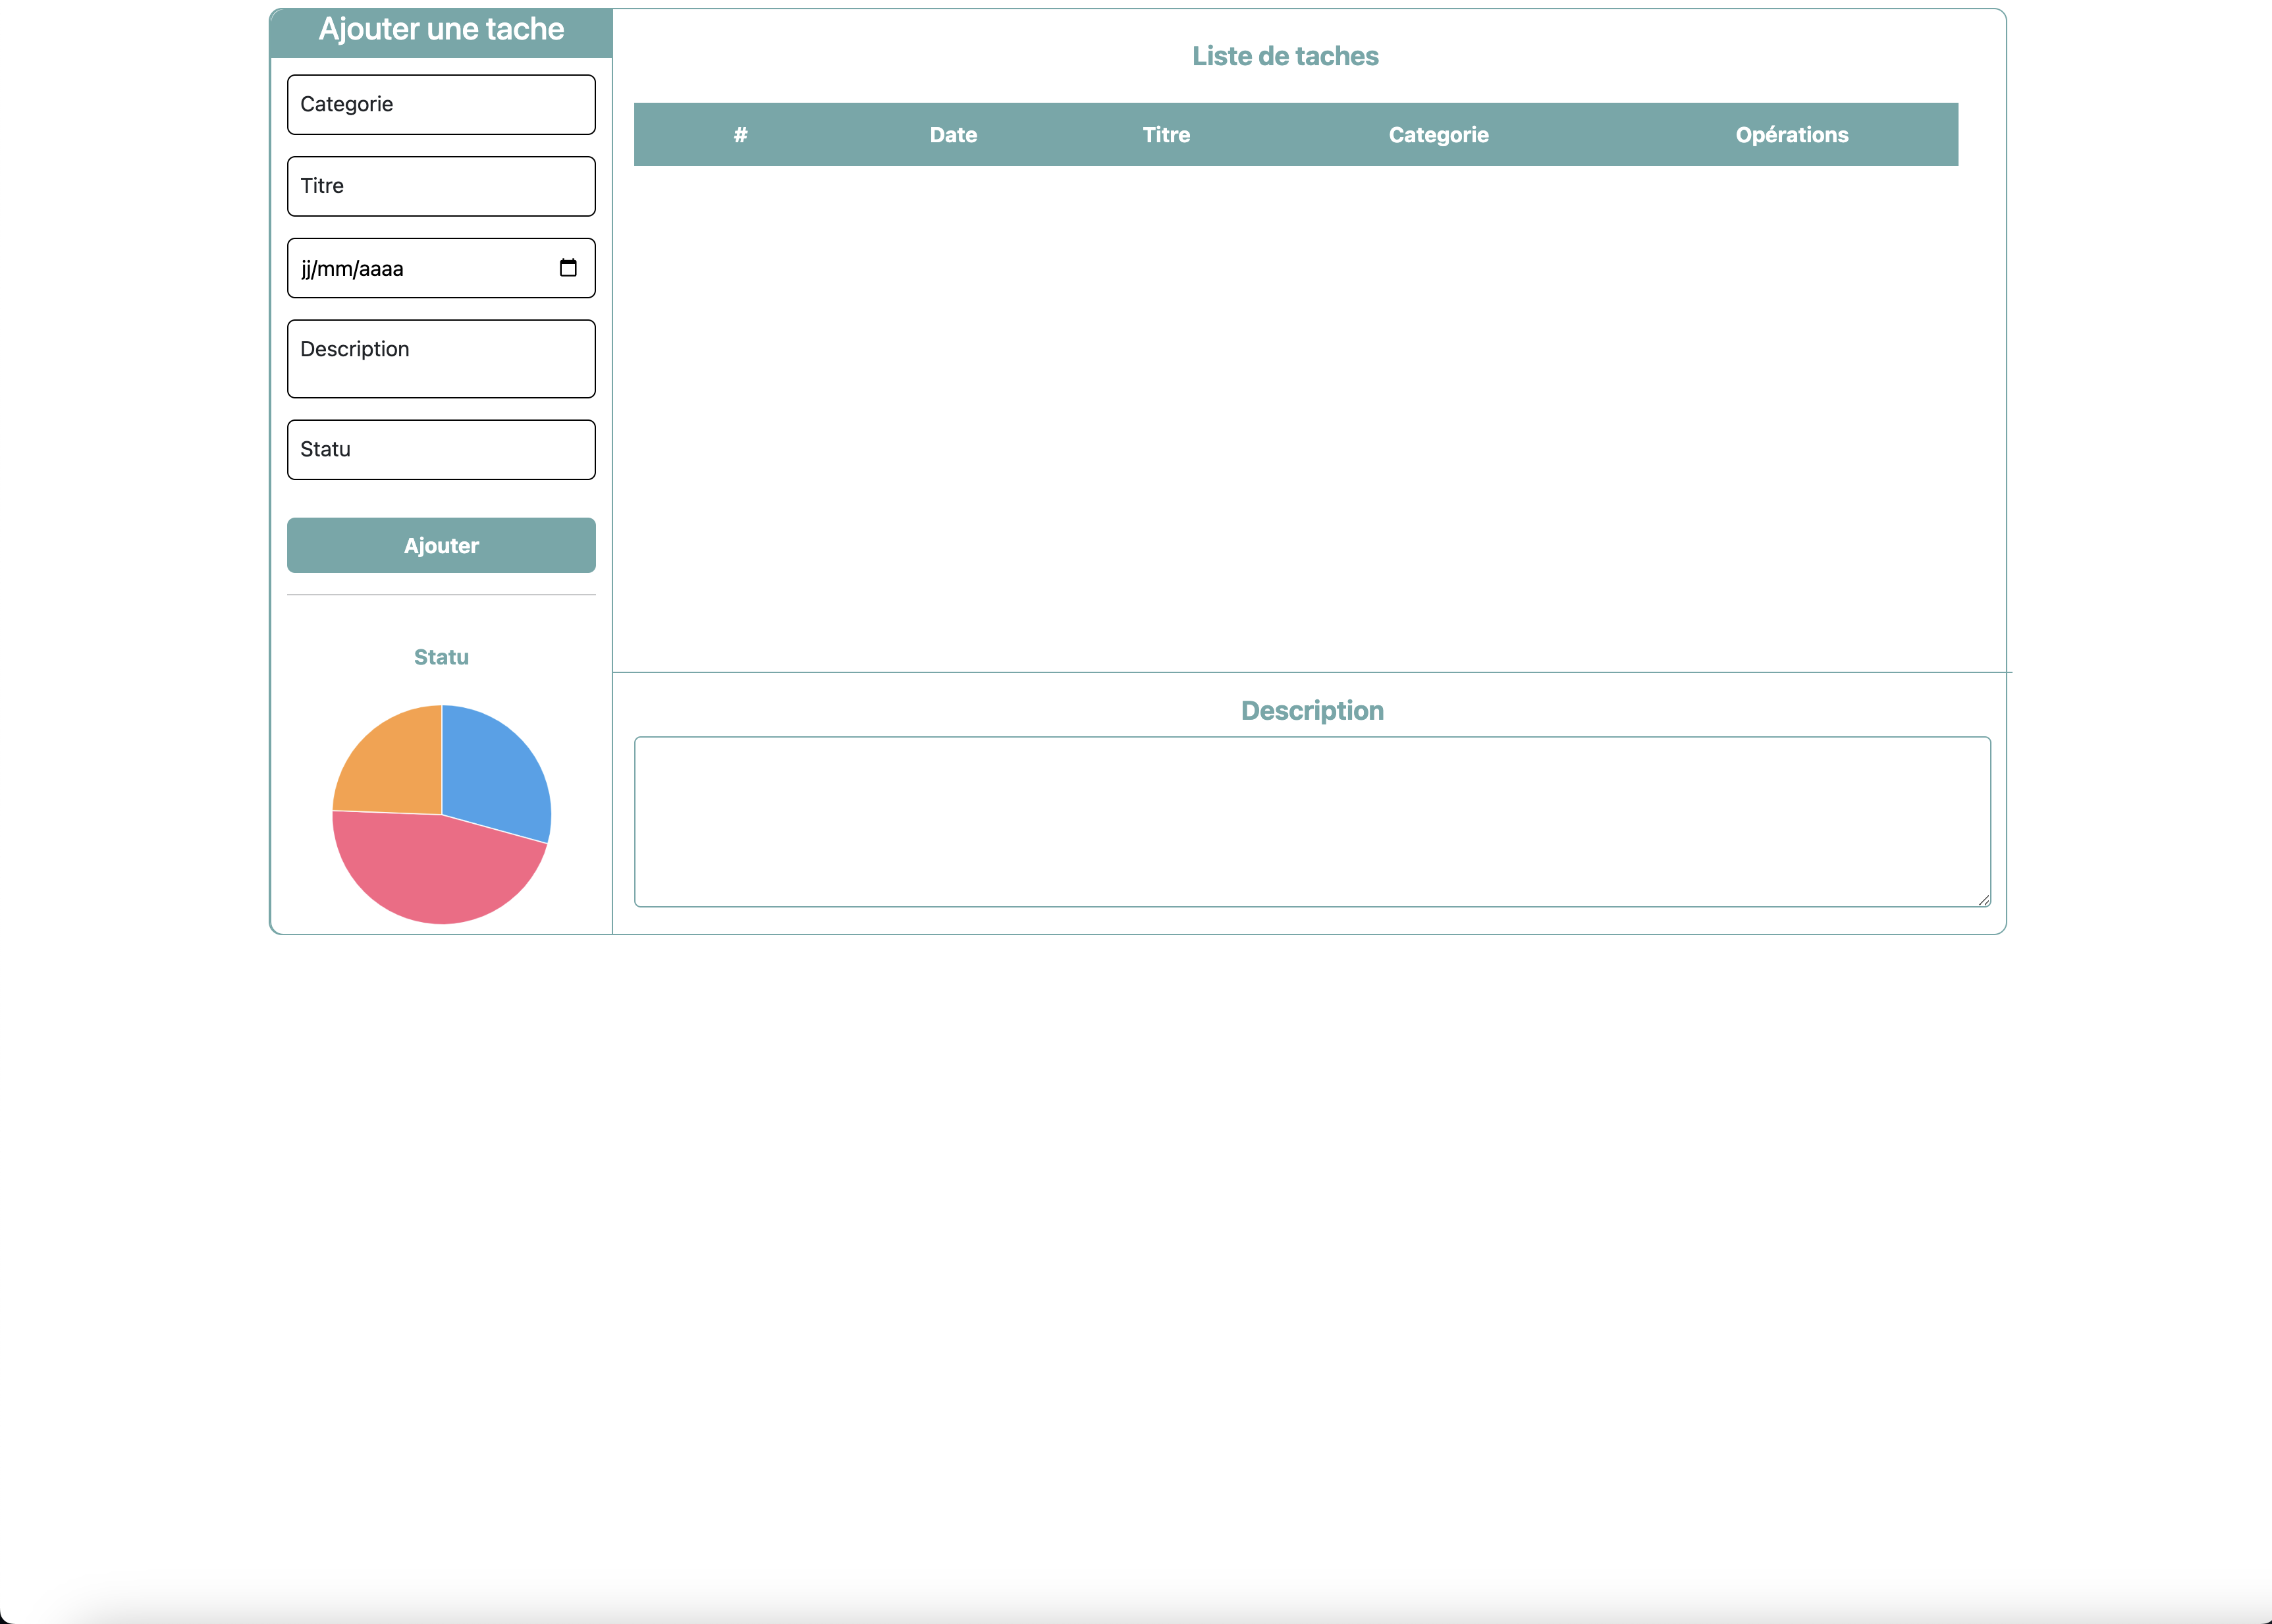 Ajouter une tache
Categorie
Titre
jj/mm/aaaa
Description
Statu
Ajouter
Statu
Liste de taches
# Date Titre Categorie Opérations
Description